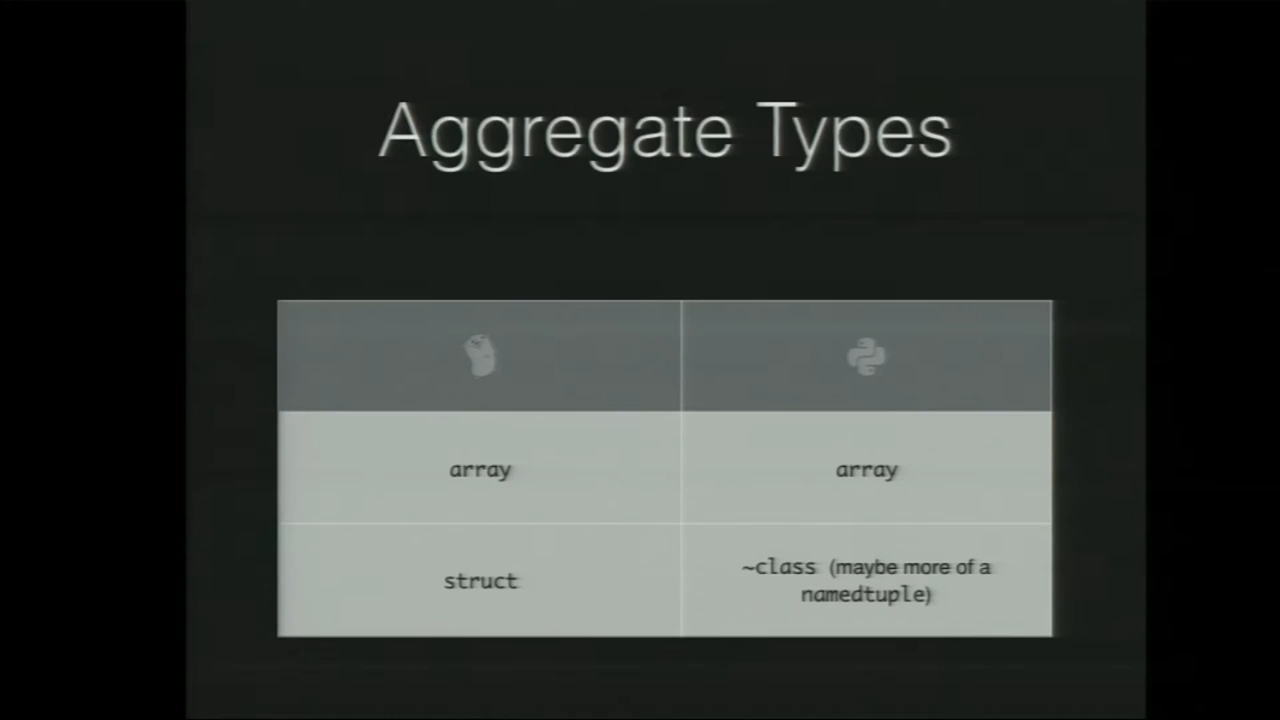 Aggregate Types
array
array
struct
~class (maybe more of a
namedtuple)